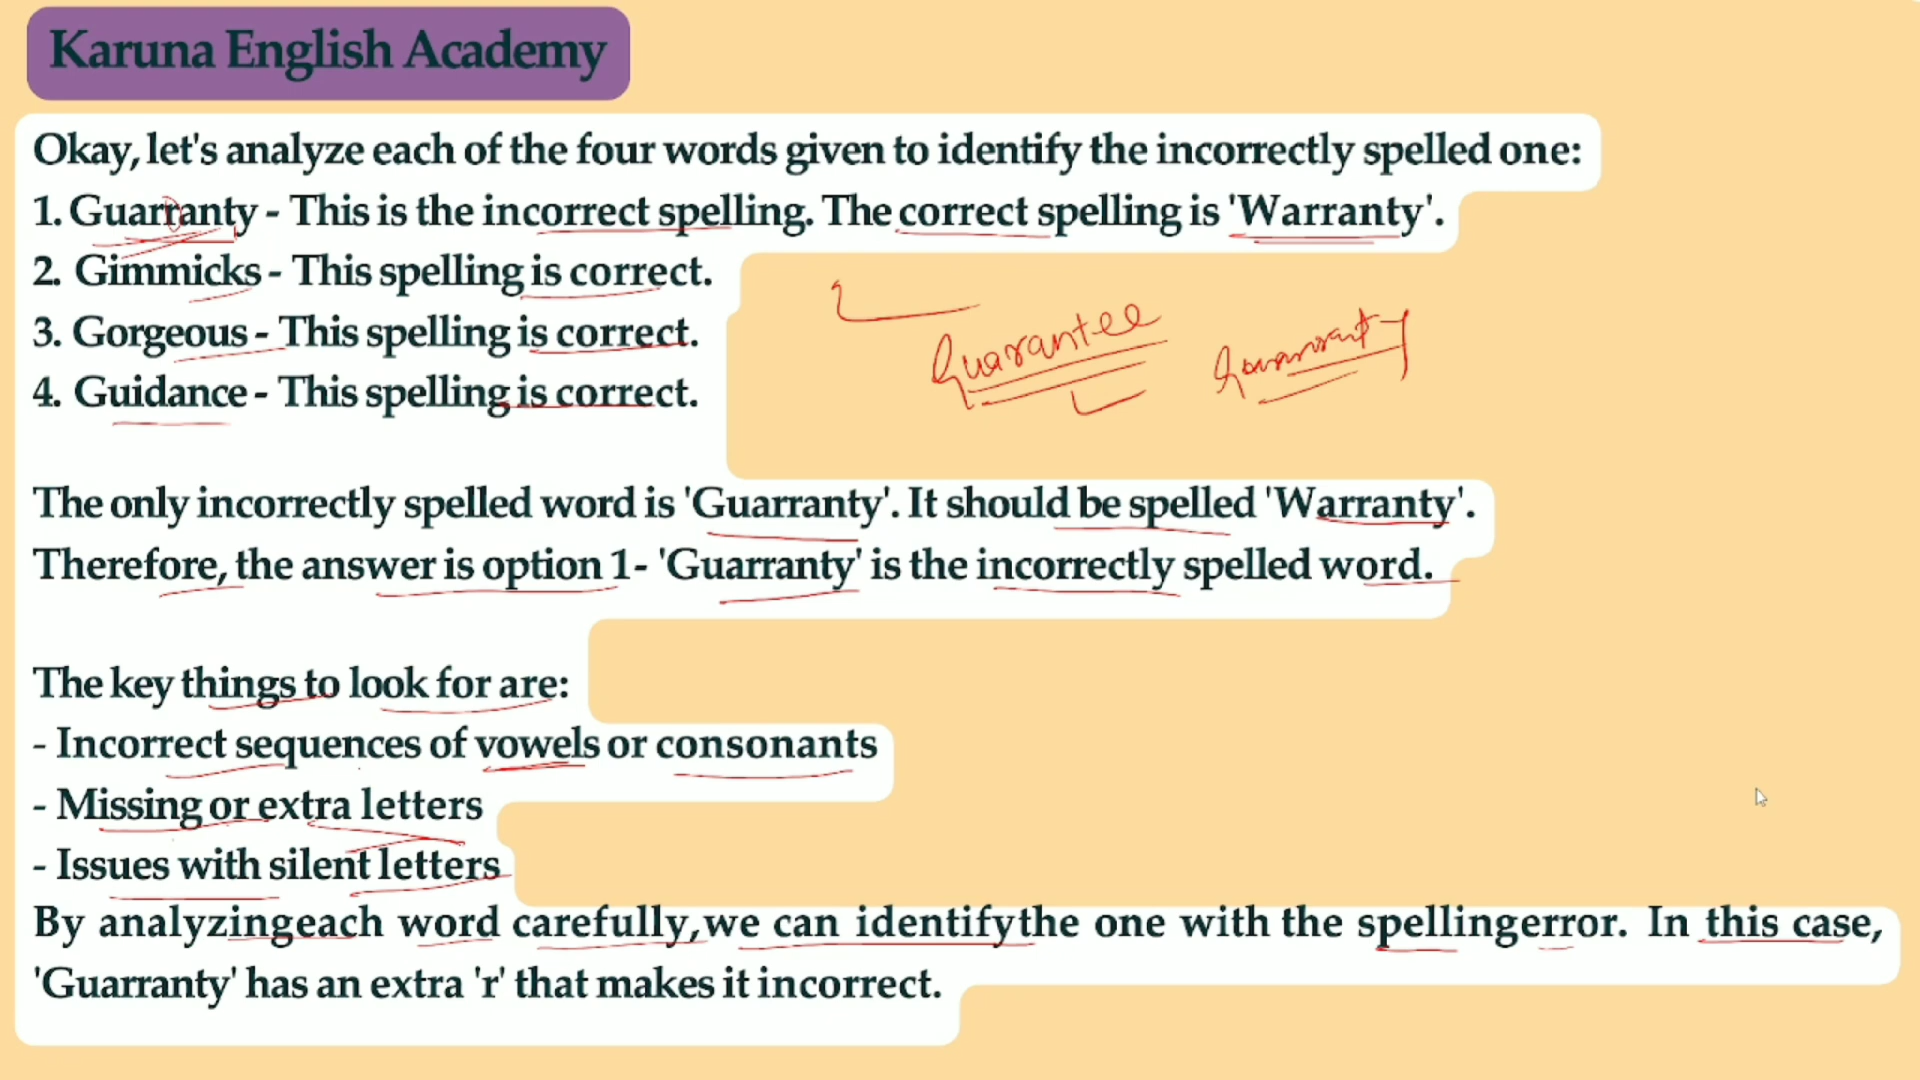 Karuna English Academy
Okay, let's analyze each of the four words given to identify the incorrectly spelled one:
1. Guarranty - This is the incorrect spelling. The correct spelling is 'Warranty'.
2. Gimmicks - This spelling is correct.
3. Gorgeous - This spelling is correct.
Guarantee
4. Guidance - This spelling is correct.
The only incorrectly spelled word is 'Guarranty'. It should be spelled 'Warranty'.
Therefore, the answer is option 1- 'Guarranty' is the incorrectly spelled word.
The key things to look for are:
- Incorrect sequences of vowels or consonants
- Missing or extra letters
- Issues with silent letters
By analyzingeach word carefully,we can identifythe one with the spellingerror. In this case,
'Guarranty' has an extra 'r' that makes it incorrect.